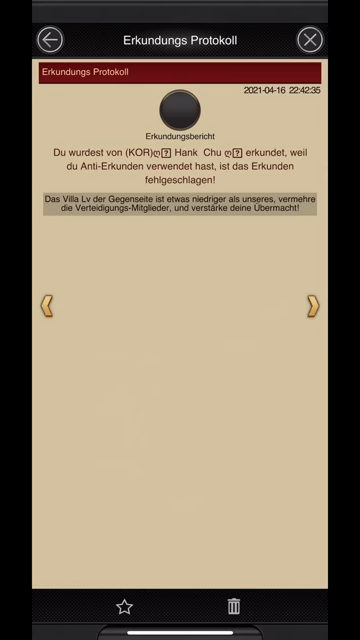 Erkundungs Protokoll
Erkundungs Protokoll
2021-04-16 22:42:35
Erkundungsbericht
Du wurdest von (KOR)ღ⍰ Hank Chu ღ⍰ erkundet, weil
du Anti-Erkunden verwendet hast, ist das Erkunden
fehlgeschlagen!
Das Villa Lv der Gegenseite ist etwas niedriger als unseres, vermehre
die Verteidigungs-Mitglieder, und verstärke deine Übermacht!